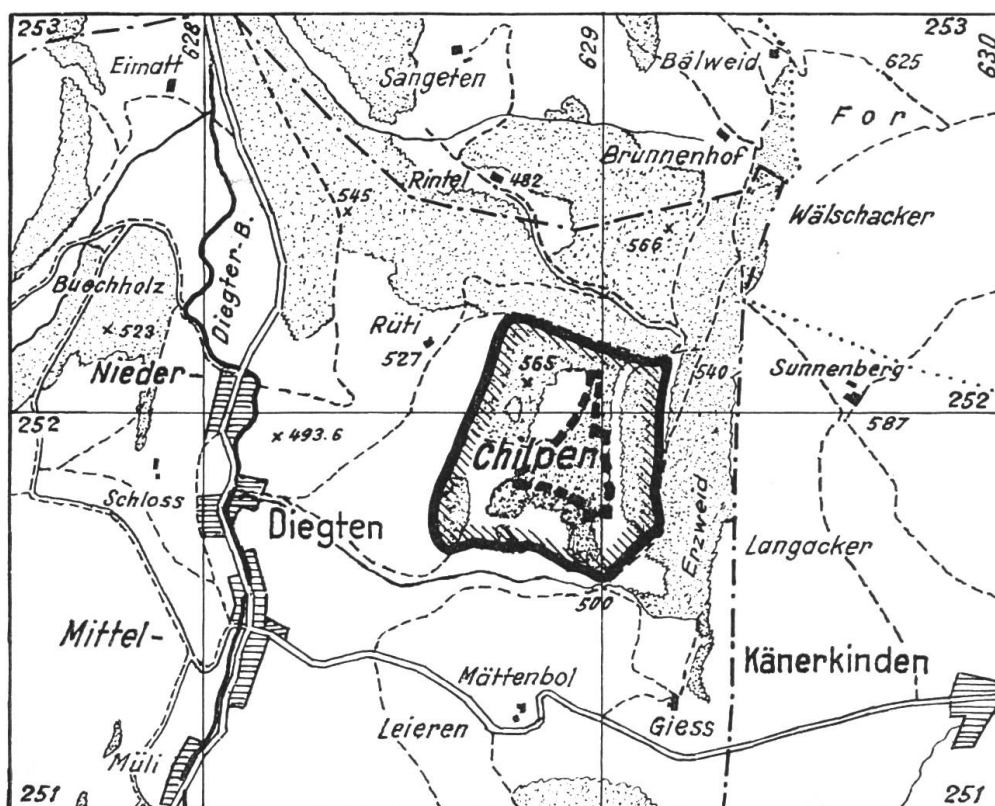 253
628
629
253
630
Eimatt
Sangeten
Bälweid
625
For
Brunnenhof
Rintel
482
545
Wälschacker
566
Diegter-B.
Buechholz
523
Rüti
527
565
540
Sunnenberg
Nieder-
252
252
587
493.6
Chilpen
Schloss
Diegten
Erzweid
Langacker
500
Mittel-
Känerkinden
Mättenbol
Leieren
Giess
Müli
251
251